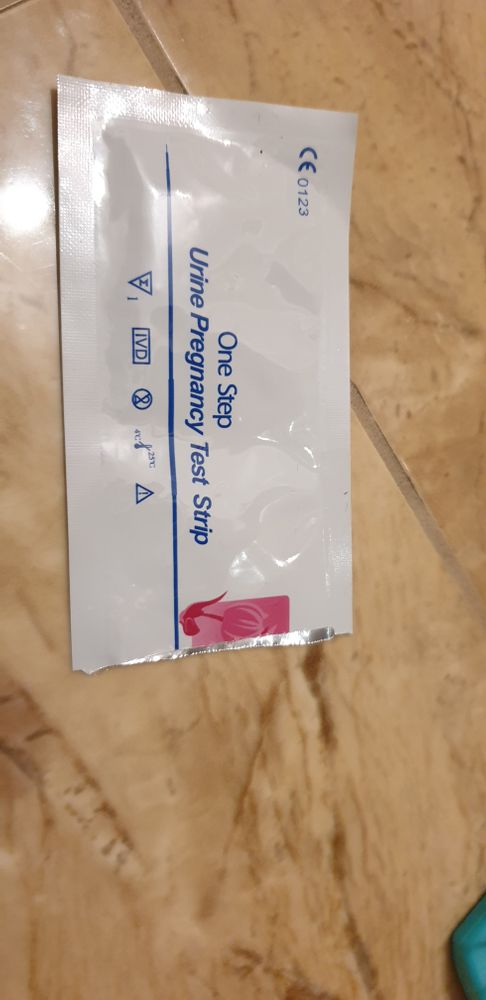 CE 0123
One Step
Urine Pregnancy Test Strip
1
IVD
4°C
25°C